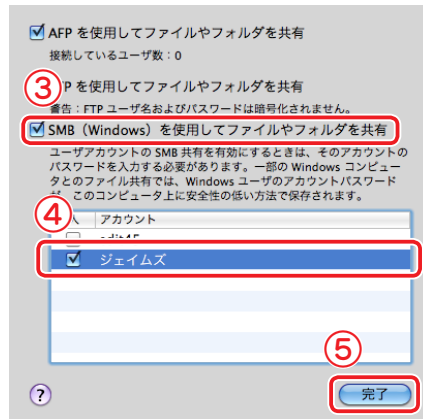 AFP を使用してファイルやフォルダを共有
接続しているユーザ数：0
P を使用してファイルやフォルダを共有
③
警告：FTP ユーザ名およびパスワードは暗号化されません。
SMB（Windows）を使用してファイルやフォルダを共有
ユーザアカウントの SMB 共有を有効にするときは、そのアカウントの
パスワードを入力する必要があります。一部の Windows コンピュー
タとのファイル共有では、Windows ユーザのアカウントパスワード
が、このコンピュータ上に安全性の低い方法で保存されます。
④
入 アカウント
ジェイムズ
⑤
? 完了